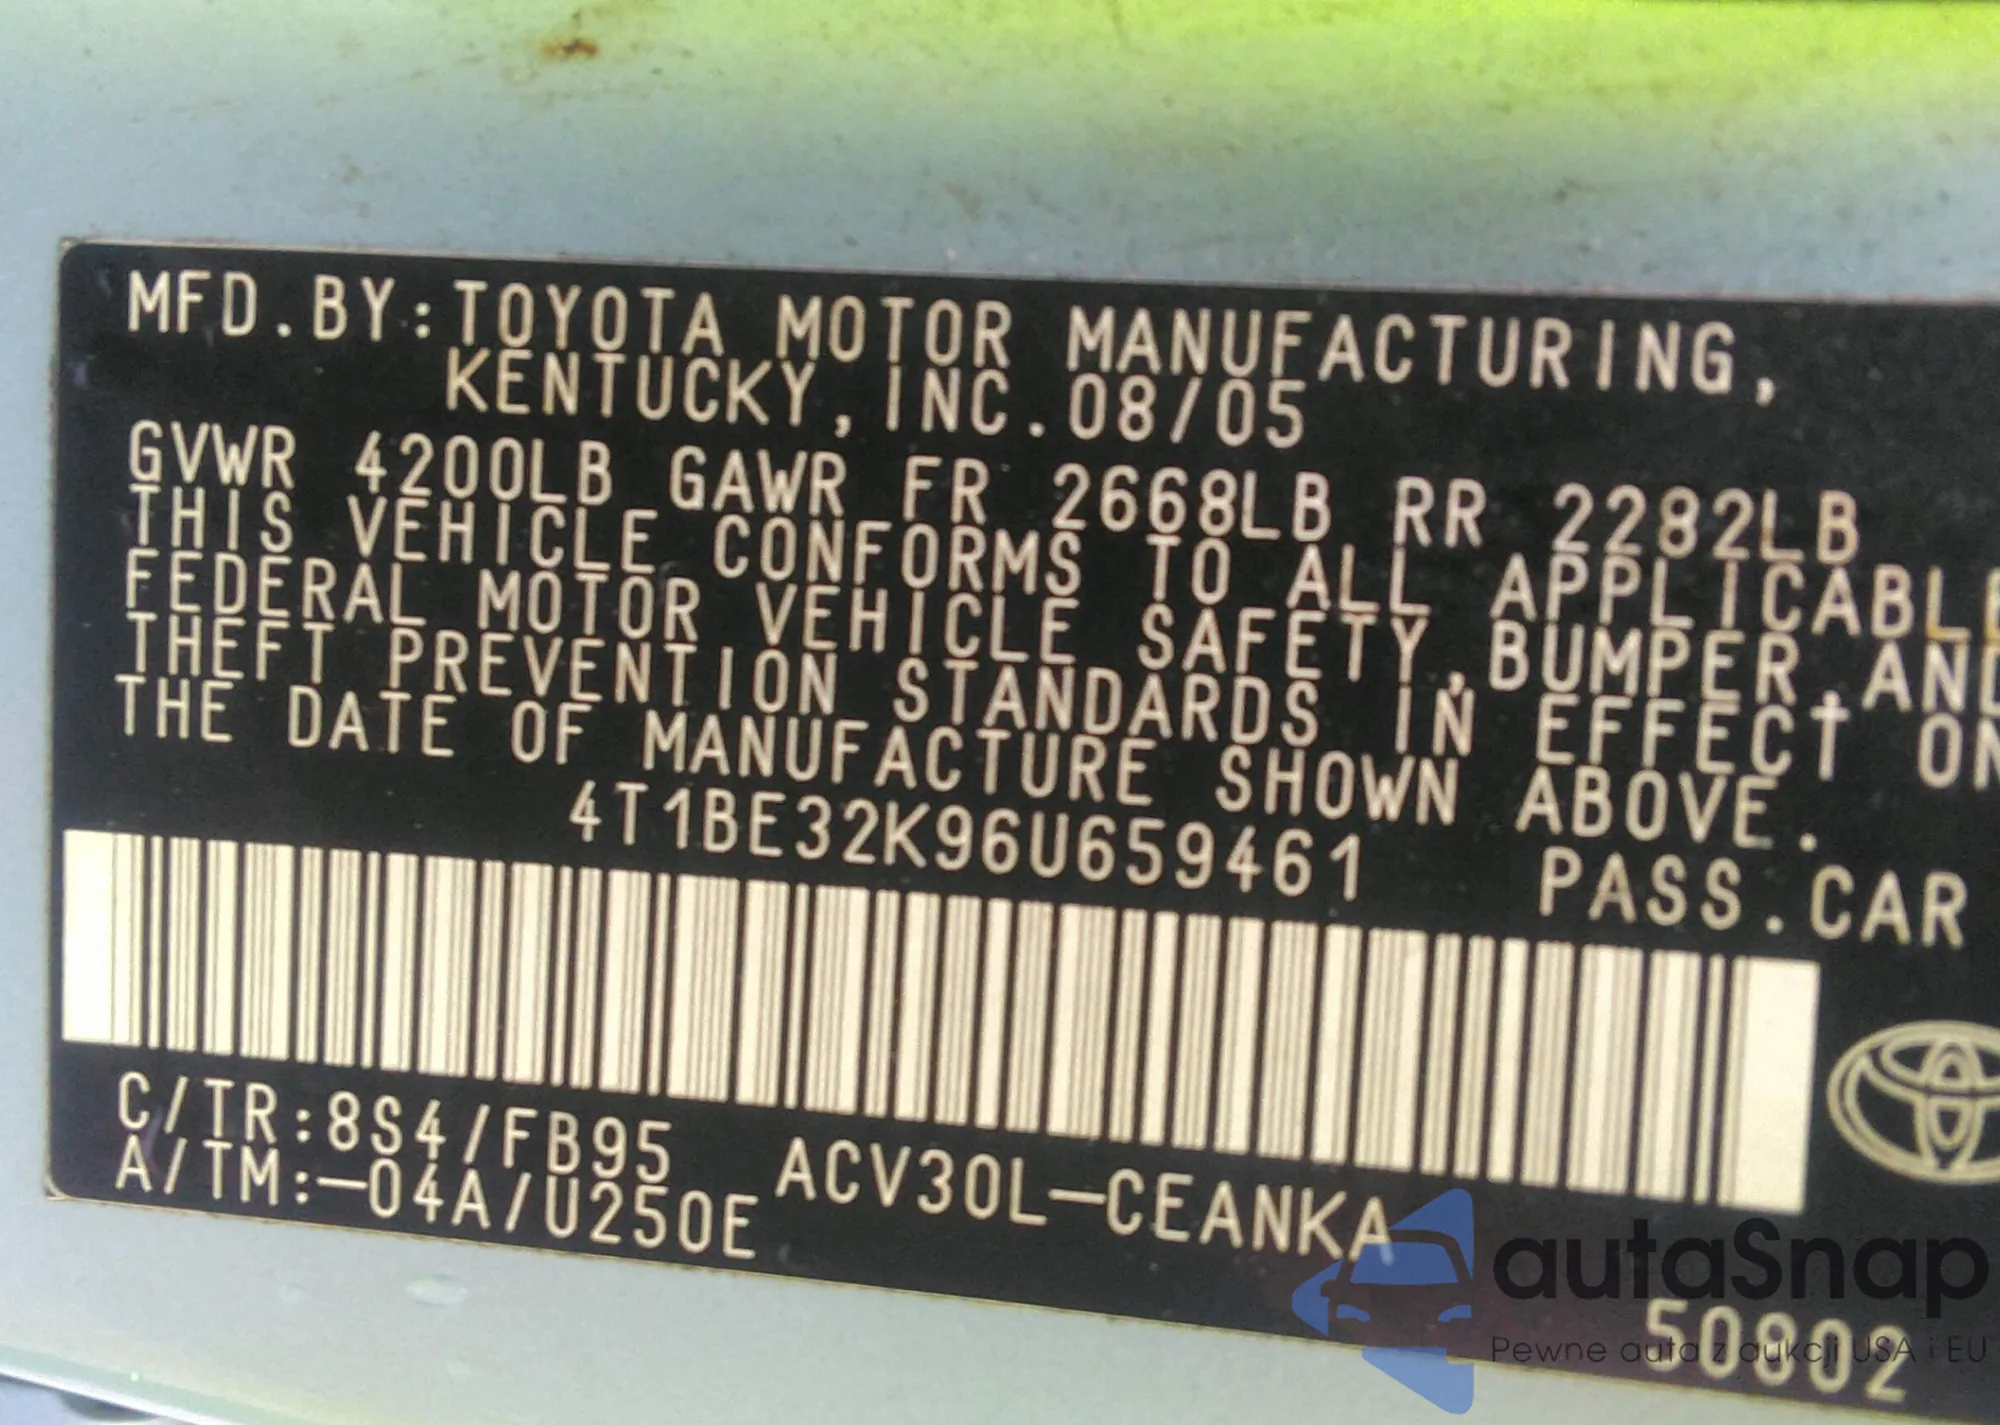 MFD.BY:TOYOTA MOTOR MANUFACTURING,
KENTUCKY,INC.08/05
GVWR 4200LB GAWR FR 2668LB RR 2282LB
THIS VEHICLE CONFORMS TO ALL APPLICABLE
FEDERAL MOTOR VEHICLE SAFETY,BUMPER,AND
THEFT PREVENTION STANDARDS IN EFFECT ON
THE DATE OF MANUFACTURE SHOWN ABOVE.
4T1BE32K96U659461 PASS.CAR
C/TR:8S4/FB95 ACV30L-CEANKA
A/TM:-04A/U250E
autaSnap
50802
Pewne auta z aukcji USA i EU